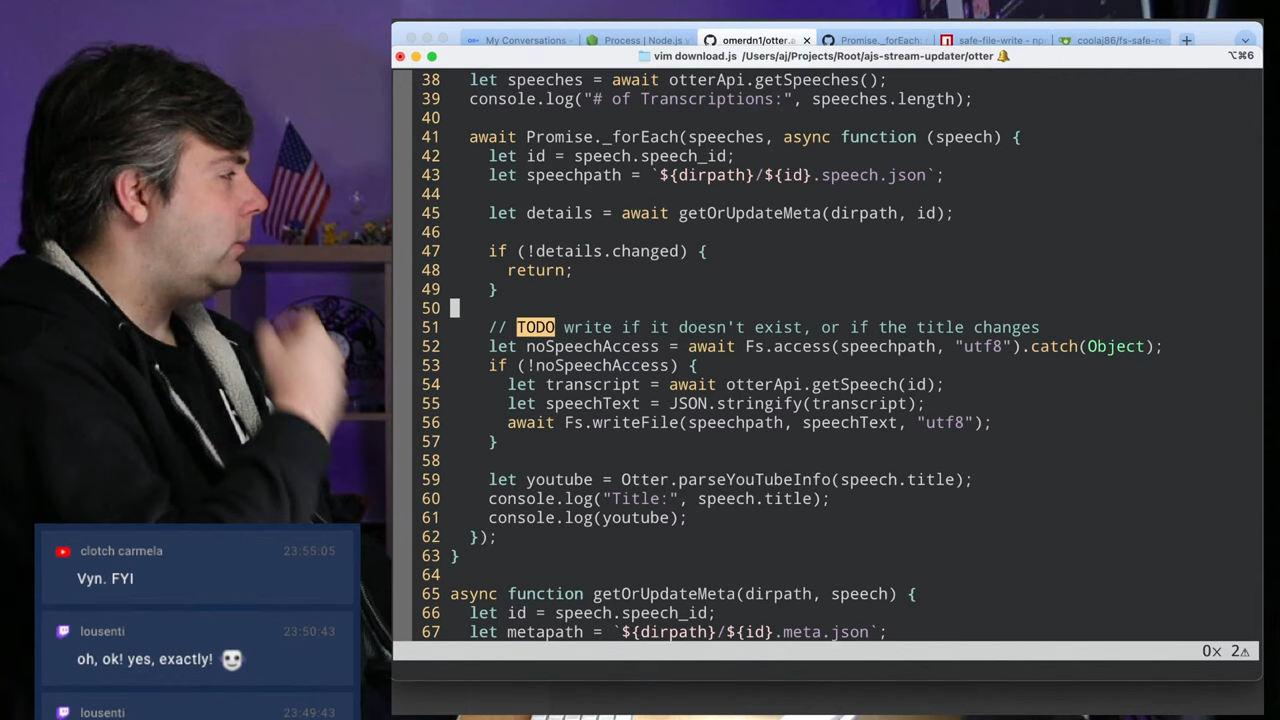 My Conversations
Process | Node.js
omerdn1/otter.
Promise._forEach:
safe-file-write - np
coolaj86/fs-safe-re
vim download.js /Users/aj/Projects/Root/ajs-stream-updater/otter
⌥⌘6
38 let speeches = await otterApi.getSpeeches();
39 console.log("# of Transcriptions:", speeches.length);
40
41 await Promise._forEach(speeches, async function (speech) {
42 let id = speech.speech_id;
43 let speechpath = `${dirpath}/${id}.speech.json`;
44
45 let details = await getOrUpdateMeta(dirpath, id);
46
47 if (!details.changed) {
48 return;
49 }
50
51 // TODO write if it doesn't exist, or if the title changes
52 let noSpeechAccess = await Fs.access(speechpath, "utf8").catch(Object);
53 if (!noSpeechAccess) {
54 let transcript = await otterApi.getSpeech(id);
55 let speechText = JSON.stringify(transcript);
56 await Fs.writeFile(speechpath, speechText, "utf8");
57 }
58
59 let youtube = Otter.parseYouTubeInfo(speech.title);
60 console.log("Title:", speech.title);
61 console.log(youtube);
62 });
63 }
64
65 async function getOrUpdateMeta(dirpath, speech) {
66 let id = speech.speech_id;
67 let metapath = `${dirpath}/${id}.meta.json`;
0× 2⚠
clotch carmela 23:55:05
Vyn. FYI
lousenti 23:50:43
oh, ok! yes, exactly!
lousenti 23:49:43